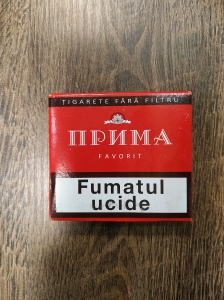 ȚIGARETE FĂRĂ FILTRU
ПРИМА
FAVORIT
Fumatul
ucide